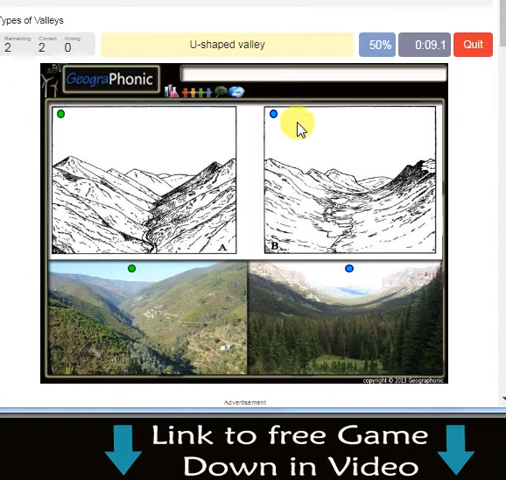 Types of Valleys
Remaining Correct Wrong
2 2 0
U-shaped valley
50%
0:09.1
Quit
GeograPhonic
A
B
copyright © 2013 Geographonic
Advertisement
Link to free Game
Down in Video